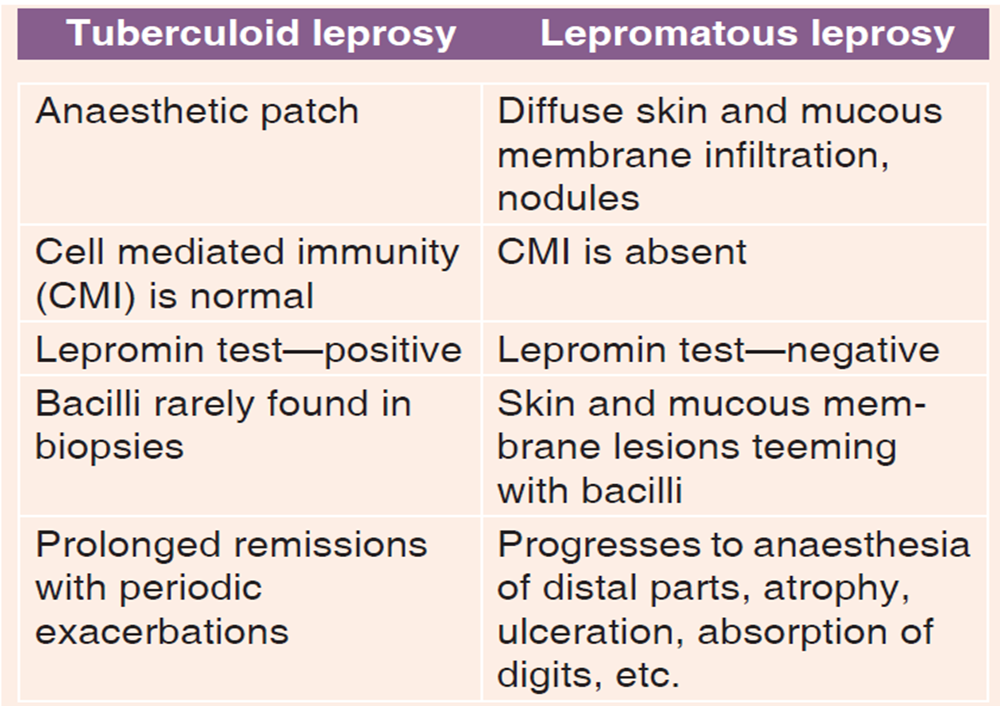 Tuberculoid leprosy Lepromatous leprosy
Anaesthetic patch
Diffuse skin and mucous
membrane infiltration,
nodules
Cell mediated immunity
(CMI) is normal
CMI is absent
Lepromin test—positive
Lepromin test—negative
Bacilli rarely found in
biopsies
Skin and mucous mem-
brane lesions teeming
with bacilli
Prolonged remissions
with periodic
exacerbations
Progresses to anaesthesia
of distal parts, atrophy,
ulceration, absorption of
digits, etc.